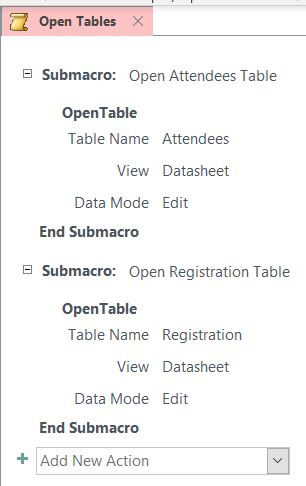 Open Tables
Submacro: Open Attendees Table
OpenTable
Table Name Attendees
View Datasheet
Data Mode Edit
End Submacro
Submacro: Open Registration Table
OpenTable
Table Name Registration
View Datasheet
Data Mode Edit
End Submacro
Add New Action